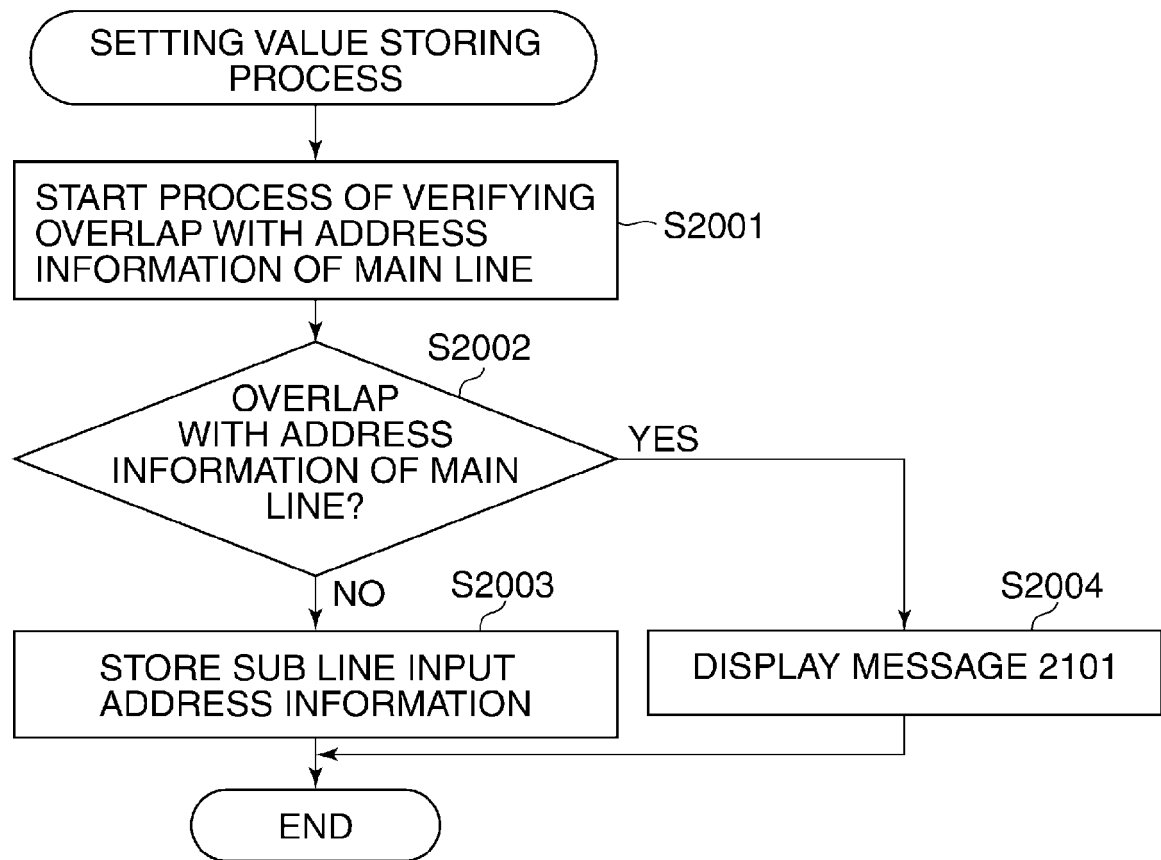 SETTING VALUE STORING
PROCESS
START PROCESS OF VERIFYING
OVERLAP WITH ADDRESS
INFORMATION OF MAIN LINE
S2001
S2002
OVERLAP
WITH ADDRESS
INFORMATION OF MAIN
LINE?
YES
NO
S2003
STORE SUB LINE INPUT
ADDRESS INFORMATION
S2004
DISPLAY MESSAGE 2101
END